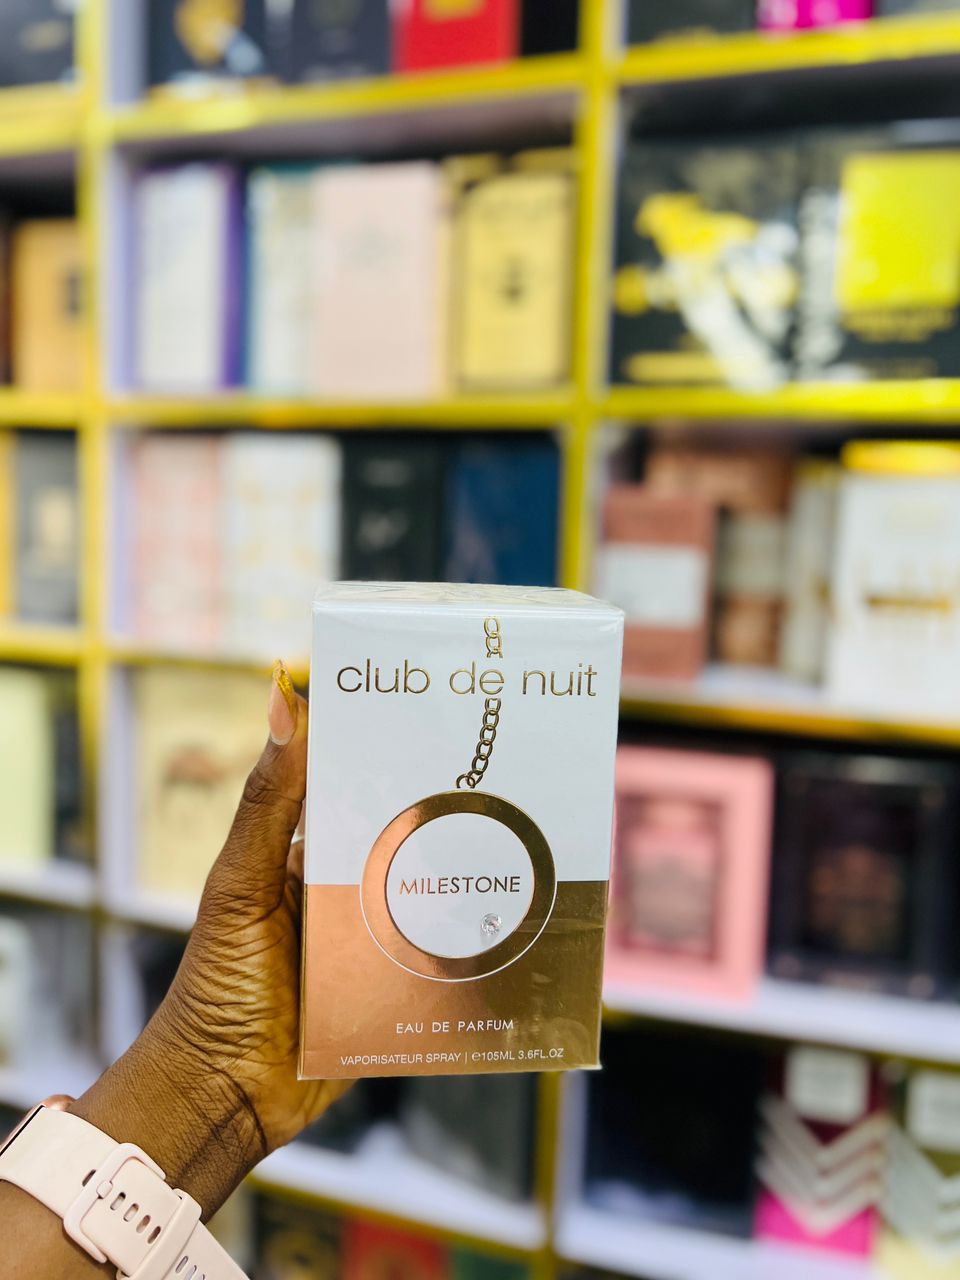 club de nuit
MILESTONE
EAU DE PARFUM
VAPORISATEUR SPRAY | ℮105ML 3.6FL.OZ